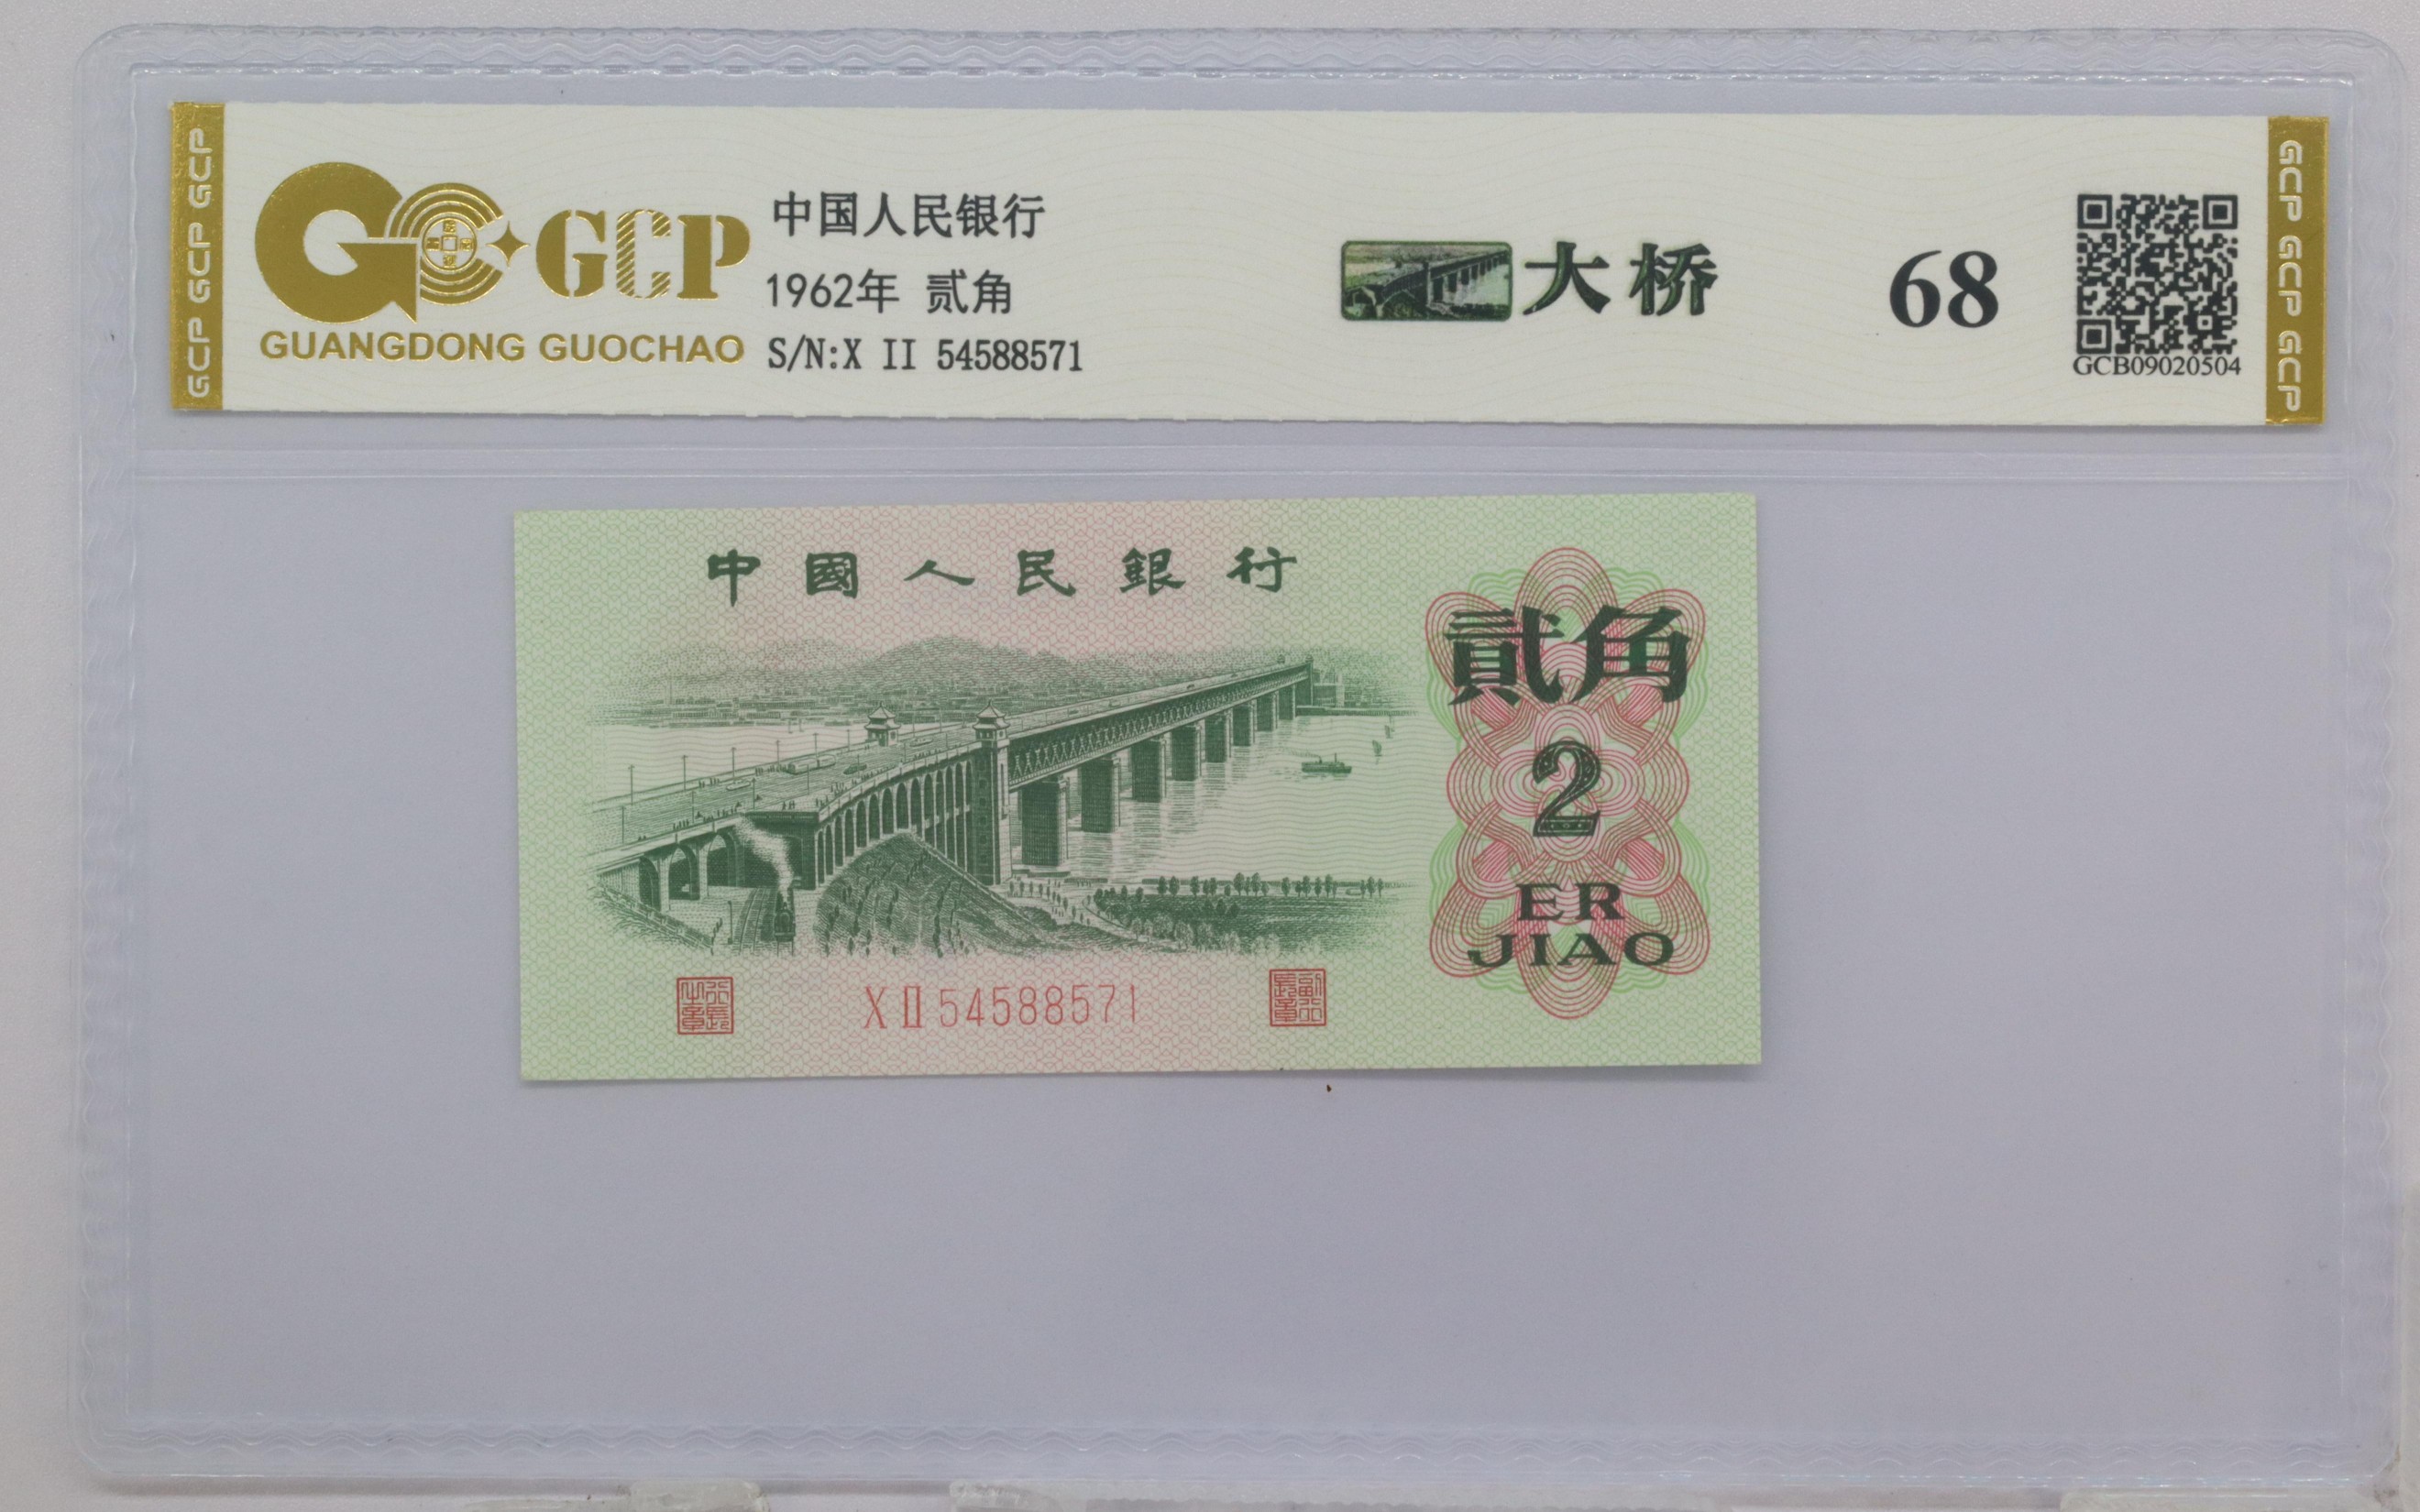 GCP GCP GCP
GCP
GUANGDONG GUOCHAO
中国人民银行
1962年 贰角
S/N:X II 54588571
大桥
68
GCB09020504
GCP GCP GCP
中國人民銀行
貳角
2
ER
JIAO
X II 54588571